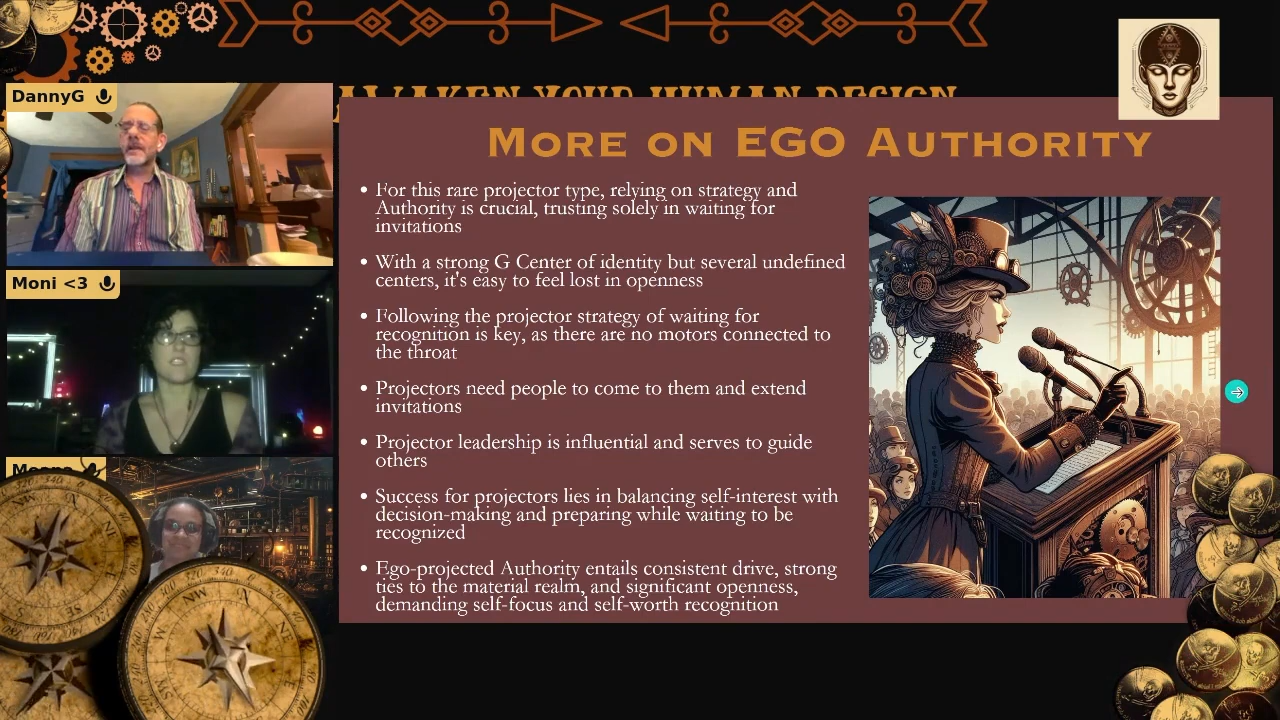 AWAKEN YOUR HUMAN DESIGN
DannyG
MORE ON EGO AUTHORITY
• For this rare projector type, relying on strategy and
Authority is crucial, trusting solely in waiting for
invitations
• With a strong G Center of identity but several undefined
centers, it's easy to feel lost in openness
Moni <3
• Following the projector strategy of waiting for
recognition is key, as there are no motors connected to
the throat
• Projectors need people to come to them and extend
invitations
• Projector leadership is influential and serves to guide
others
• Success for projectors lies in balancing self-interest with
decision-making and preparing while waiting to be
recognized
• Ego-projected Authority entails consistent drive, strong
ties to the material realm, and significant openness,
demanding self-focus and self-worth recognition